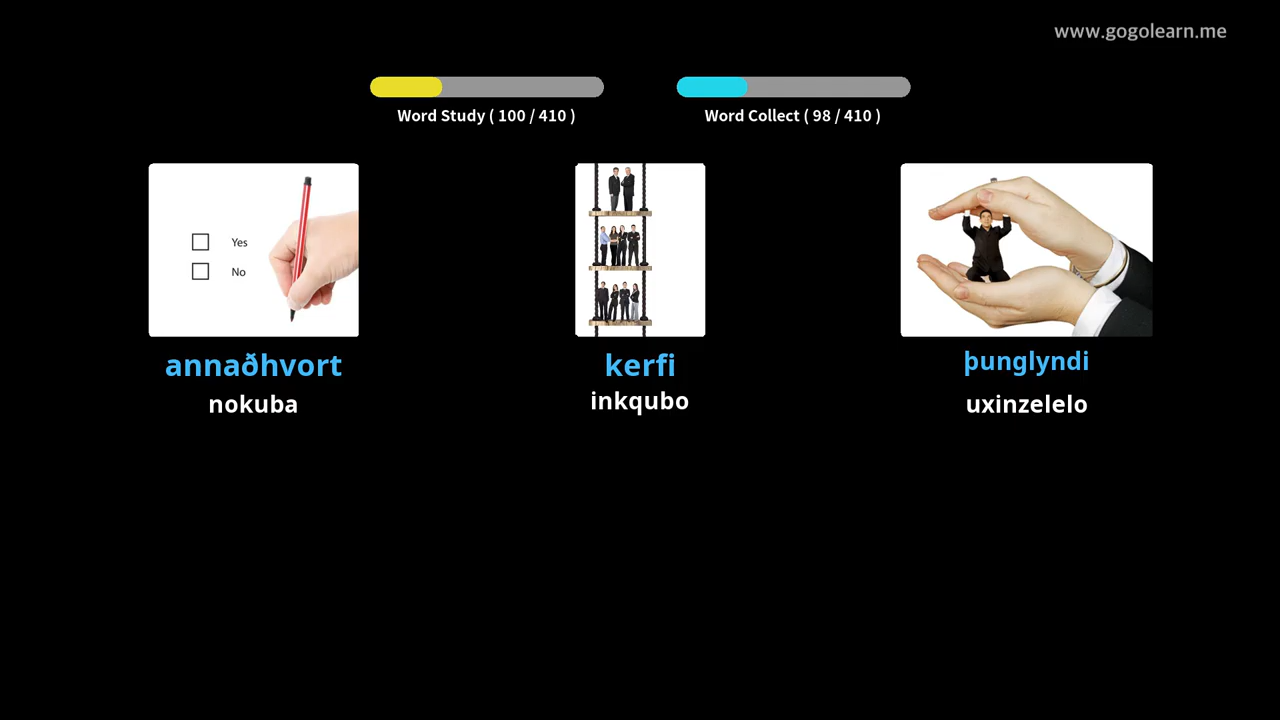 www.gogolearn.me
Word Study ( 100 / 410 )
Word Collect ( 98 / 410 )
Yes
No
annaðhvort
kerfi
þunglyndi
nokuba
inkqubo
uxinzelelo